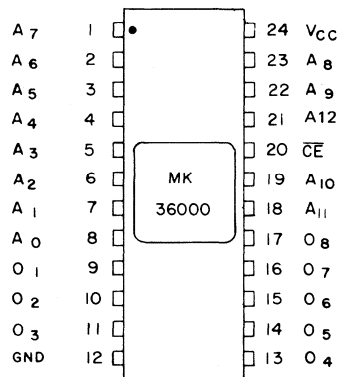 A7 1 24 VCC
A6 2 23 A8
A5 3 22 A9
A4 4 21 A12
A3 5 20 C̅E̅
A2 6 MK 19 A10
A1 7 36000 18 A11
A0 8 17 O8
O1 9 16 O7
O2 10 15 O6
O3 11 14 O5
GND 12 13 O4